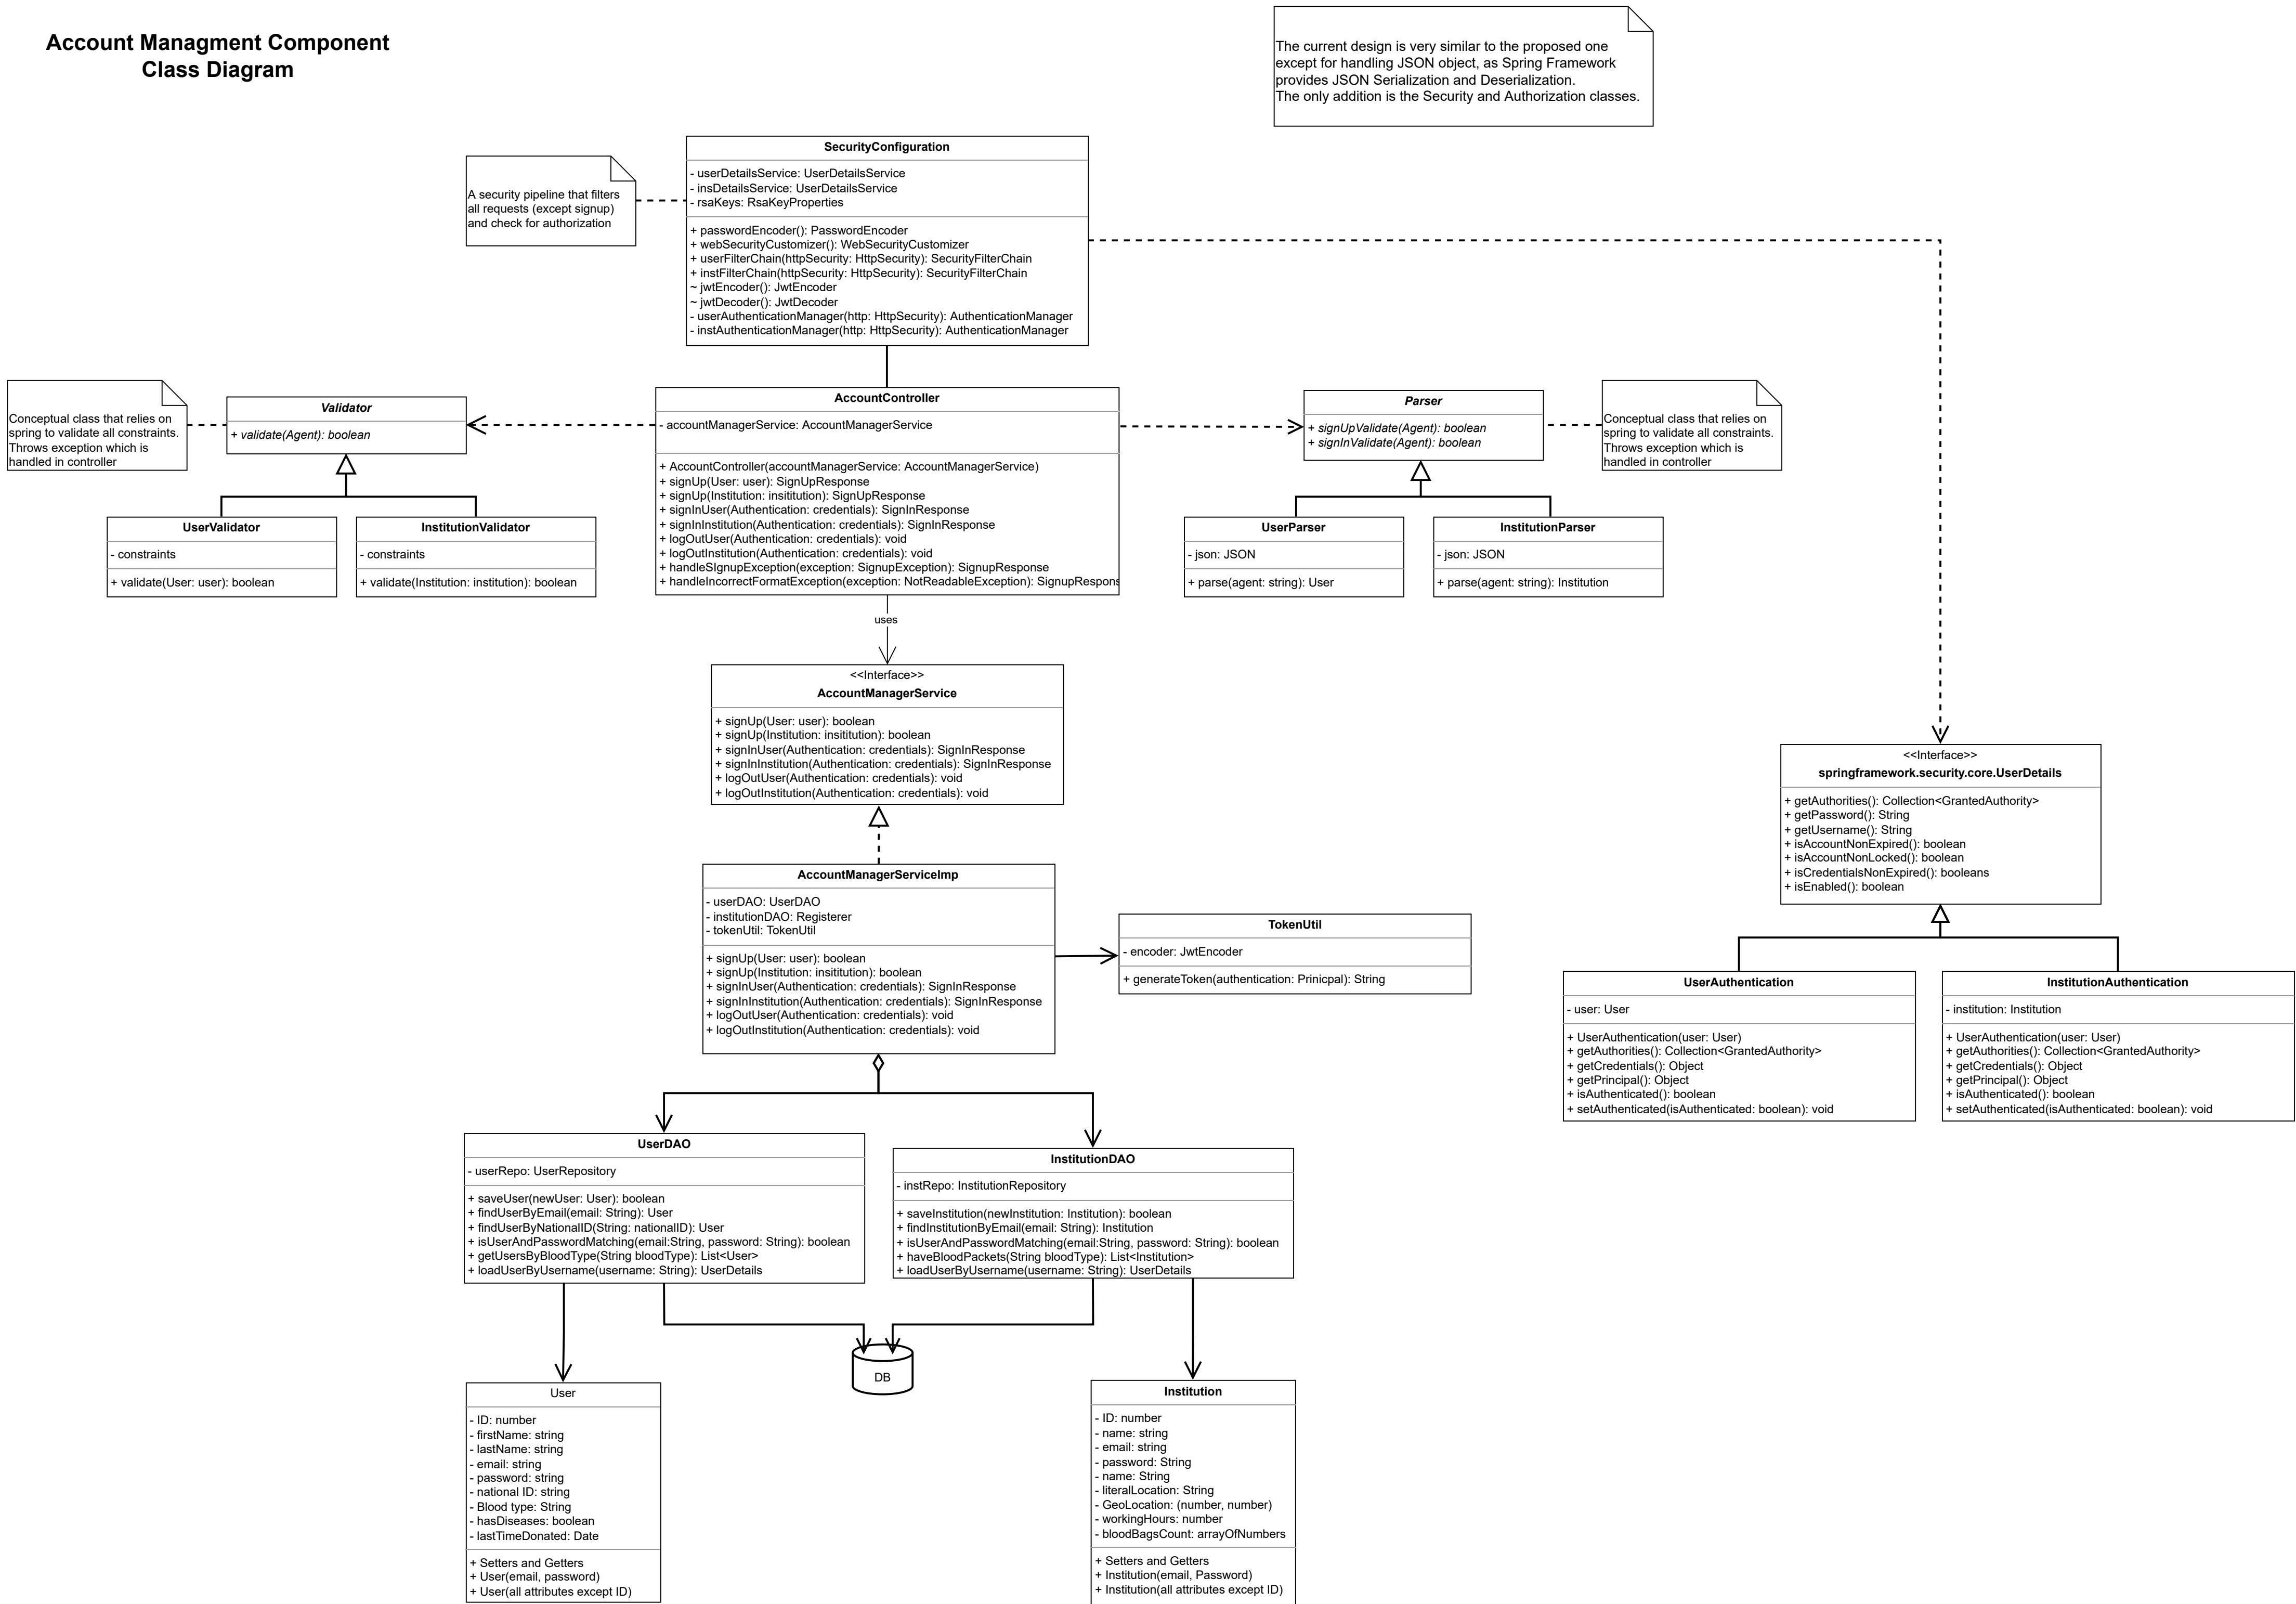 Account Managment Component
Class Diagram
The current design is very similar to the proposed one
except for handling JSON object, as Spring Framework
provides JSON Serialization and Deserialization.
The only addition is the Security and Authorization classes.
A security pipeline that filters
all requests (except signup)
and check for authorization
SecurityConfiguration
- userDetailsService: UserDetailsService
- insDetailsService: UserDetailsService
- rsaKeys: RsaKeyProperties
+ passwordEncoder(): PasswordEncoder
+ webSecurityCustomizer(): WebSecurityCustomizer
+ userFilterChain(httpSecurity: HttpSecurity): SecurityFilterChain
+ instFilterChain(httpSecurity: HttpSecurity): SecurityFilterChain
~ jwtEncoder(): JwtEncoder
~ jwtDecoder(): JwtDecoder
- userAuthenticationManager(http: HttpSecurity): AuthenticationManager
- instAuthenticationManager(http: HttpSecurity): AuthenticationManager
Conceptual class that relies on
spring to validate all constraints.
Throws exception which is
handled in controller
Validator
+ validate(Agent): boolean
UserValidator
- constraints
+ validate(User: user): boolean
InstitutionValidator
- constraints
+ validate(Institution: institution): boolean
AccountController
- accountManagerService: AccountManagerService
+ AccountController(accountManagerService: AccountManagerService)
+ signUp(User: user): SignUpResponse
+ signUp(Institution: insititution): SignUpResponse
+ signInUser(Authentication: credentials): SignInResponse
+ signInInstitution(Authentication: credentials): SignInResponse
+ logOutUser(Authentication: credentials): void
+ logOutInstitution(Authentication: credentials): void
+ handleSIgnupException(exception: SignupException): SignupResponse
+ handleIncorrectFormatException(exception: NotReadableException): SignupRespons
Parser
+ signUpValidate(Agent): boolean
+ signInValidate(Agent): boolean
Conceptual class that relies on
spring to validate all constraints.
Throws exception which is
handled in controller
UserParser
- json: JSON
+ parse(agent: string): User
InstitutionParser
- json: JSON
+ parse(agent: string): Institution
uses
<<Interface>>
AccountManagerService
+ signUp(User: user): boolean
+ signUp(Institution: insititution): boolean
+ signInUser(Authentication: credentials): SignInResponse
+ signInInstitution(Authentication: credentials): SignInResponse
+ logOutUser(Authentication: credentials): void
+ logOutInstitution(Authentication: credentials): void
<<Interface>>
springframework.security.core.UserDetails
+ getAuthorities(): Collection<GrantedAuthority>
+ getPassword(): String
+ getUsername(): String
+ isAccountNonExpired(): boolean
+ isAccountNonLocked(): boolean
+ isCredentialsNonExpired(): booleans
+ isEnabled(): boolean
AccountManagerServiceImp
- userDAO: UserDAO
- institutionDAO: Registerer
- tokenUtil: TokenUtil
+ signUp(User: user): boolean
+ signUp(Institution: insititution): boolean
+ signInUser(Authentication: credentials): SignInResponse
+ signInInstitution(Authentication: credentials): SignInResponse
+ logOutUser(Authentication: credentials): void
+ logOutInstitution(Authentication: credentials): void
TokenUtil
- encoder: JwtEncoder
+ generateToken(authentication: Prinicpal): String
UserAuthentication
- user: User
+ UserAuthentication(user: User)
+ getAuthorities(): Collection<GrantedAuthority>
+ getCredentials(): Object
+ getPrincipal(): Object
+ isAuthenticated(): boolean
+ setAuthenticated(isAuthenticated: boolean): void
InstitutionAuthentication
- institution: Institution
+ UserAuthentication(user: User)
+ getAuthorities(): Collection<GrantedAuthority>
+ getCredentials(): Object
+ getPrincipal(): Object
+ isAuthenticated(): boolean
+ setAuthenticated(isAuthenticated: boolean): void
UserDAO
- userRepo: UserRepository
+ saveUser(newUser: User): boolean
+ findUserByEmail(email: String): User
+ findUserByNationalID(String: nationalID): User
+ isUserAndPasswordMatching(email:String, password: String): boolean
+ getUsersByBloodType(String bloodType): List<User>
+ loadUserByUsername(username: String): UserDetails
InstitutionDAO
- instRepo: InstitutionRepository
+ saveInstitution(newInstitution: Institution): boolean
+ findInstitutionByEmail(email: String): Institution
+ isUserAndPasswordMatching(email:String, password: String): boolean
+ haveBloodPackets(String bloodType): List<Institution>
+ loadUserByUsername(username: String): UserDetails
DB
User
- ID: number
- firstName: string
- lastName: string
- email: string
- password: string
- national ID: string
- Blood type: String
- hasDiseases: boolean
- lastTimeDonated: Date
+ Setters and Getters
+ User(email, password)
+ User(all attributes except ID)
Institution
- ID: number
- name: string
- email: string
- password: String
- name: String
- literalLocation: String
- GeoLocation: (number, number)
- workingHours: number
- bloodBagsCount: arrayOfNumbers
+ Setters and Getters
+ Institution(email, Password)
+ Institution(all attributes except ID)